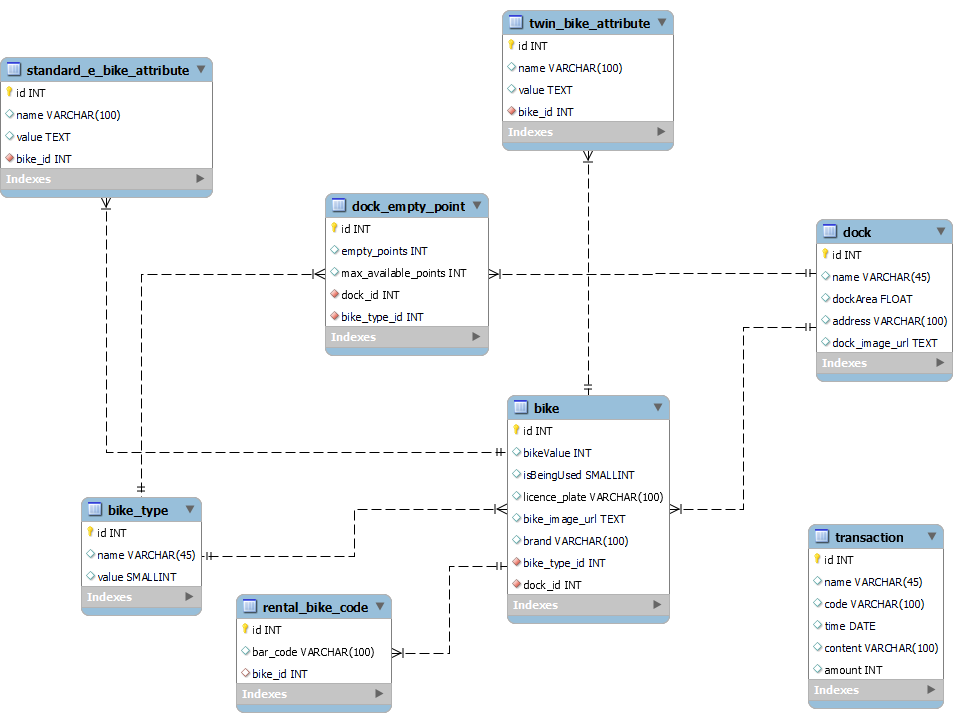 twin_bike_attribute
id INT
name VARCHAR(100)
value TEXT
bike_id INT
Indexes
standard_e_bike_attribute
id INT
name VARCHAR(100)
value TEXT
bike_id INT
Indexes
dock_empty_point
id INT
empty_points INT
max_available_points INT
dock_id INT
bike_type_id INT
Indexes
dock
id INT
name VARCHAR(45)
dockArea FLOAT
address VARCHAR(100)
dock_image_url TEXT
Indexes
bike
id INT
bikeValue INT
isBeingUsed SMALLINT
licence_plate VARCHAR(100)
bike_image_url TEXT
brand VARCHAR(100)
bike_type_id INT
dock_id INT
Indexes
bike_type
id INT
name VARCHAR(45)
value SMALLINT
Indexes
rental_bike_code
id INT
bar_code VARCHAR(100)
bike_id INT
Indexes
transaction
id INT
name VARCHAR(45)
code VARCHAR(100)
time DATE
content VARCHAR(100)
amount INT
Indexes